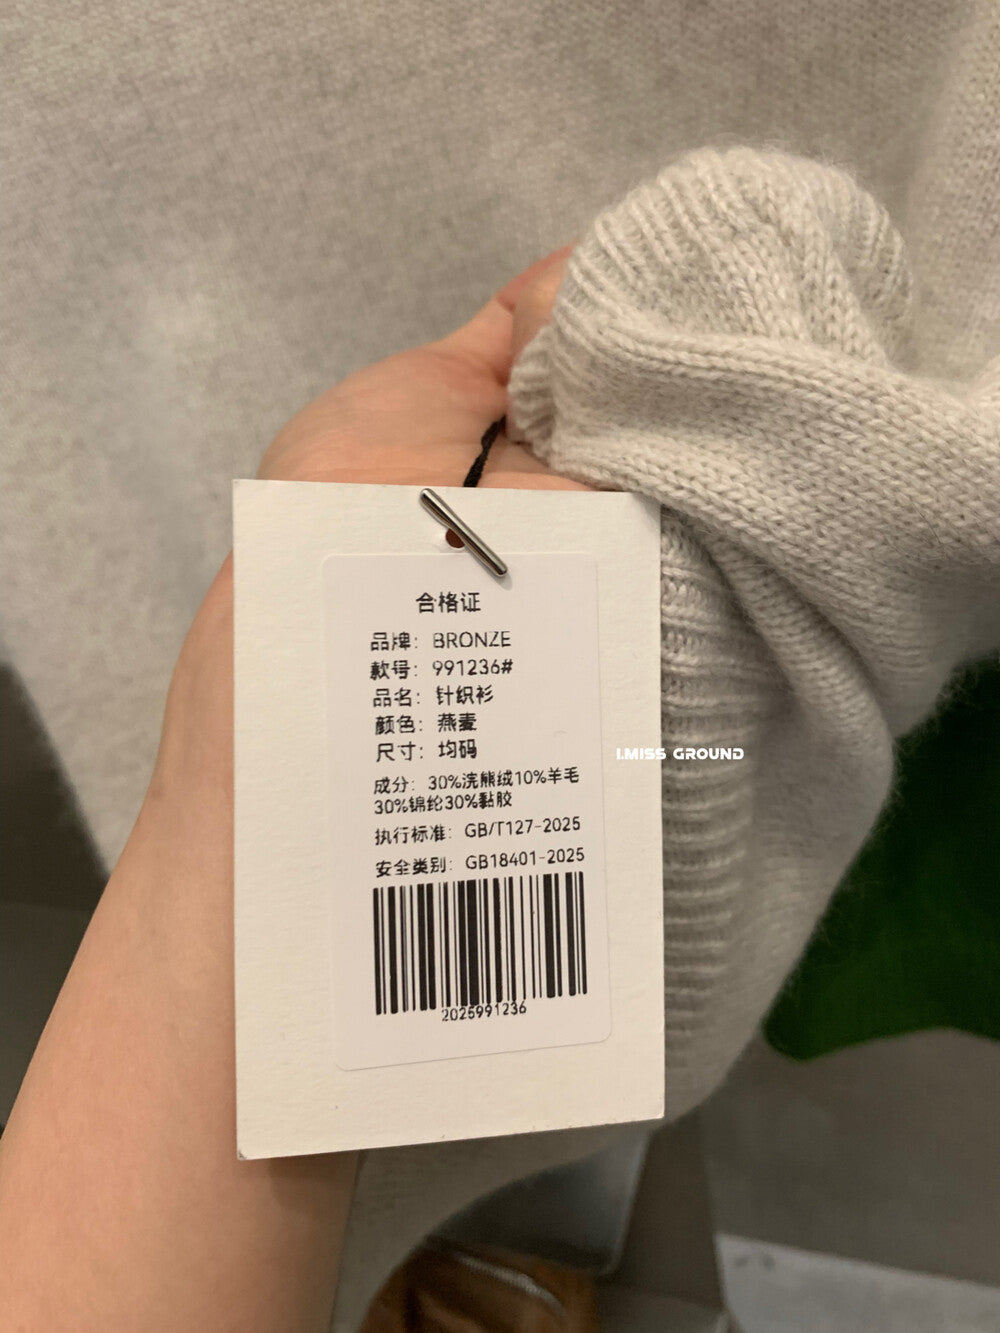 合格证
品牌：BRONZE
款号：991236#
品名：针织衫
颜色：燕麦
尺寸：均码
成分：30%浣熊绒10%羊毛
30%锦纶30%黏胶
执行标准：GB/T127-2025
安全类别：GB18401-2025
2025991236
I.MISS GROUND